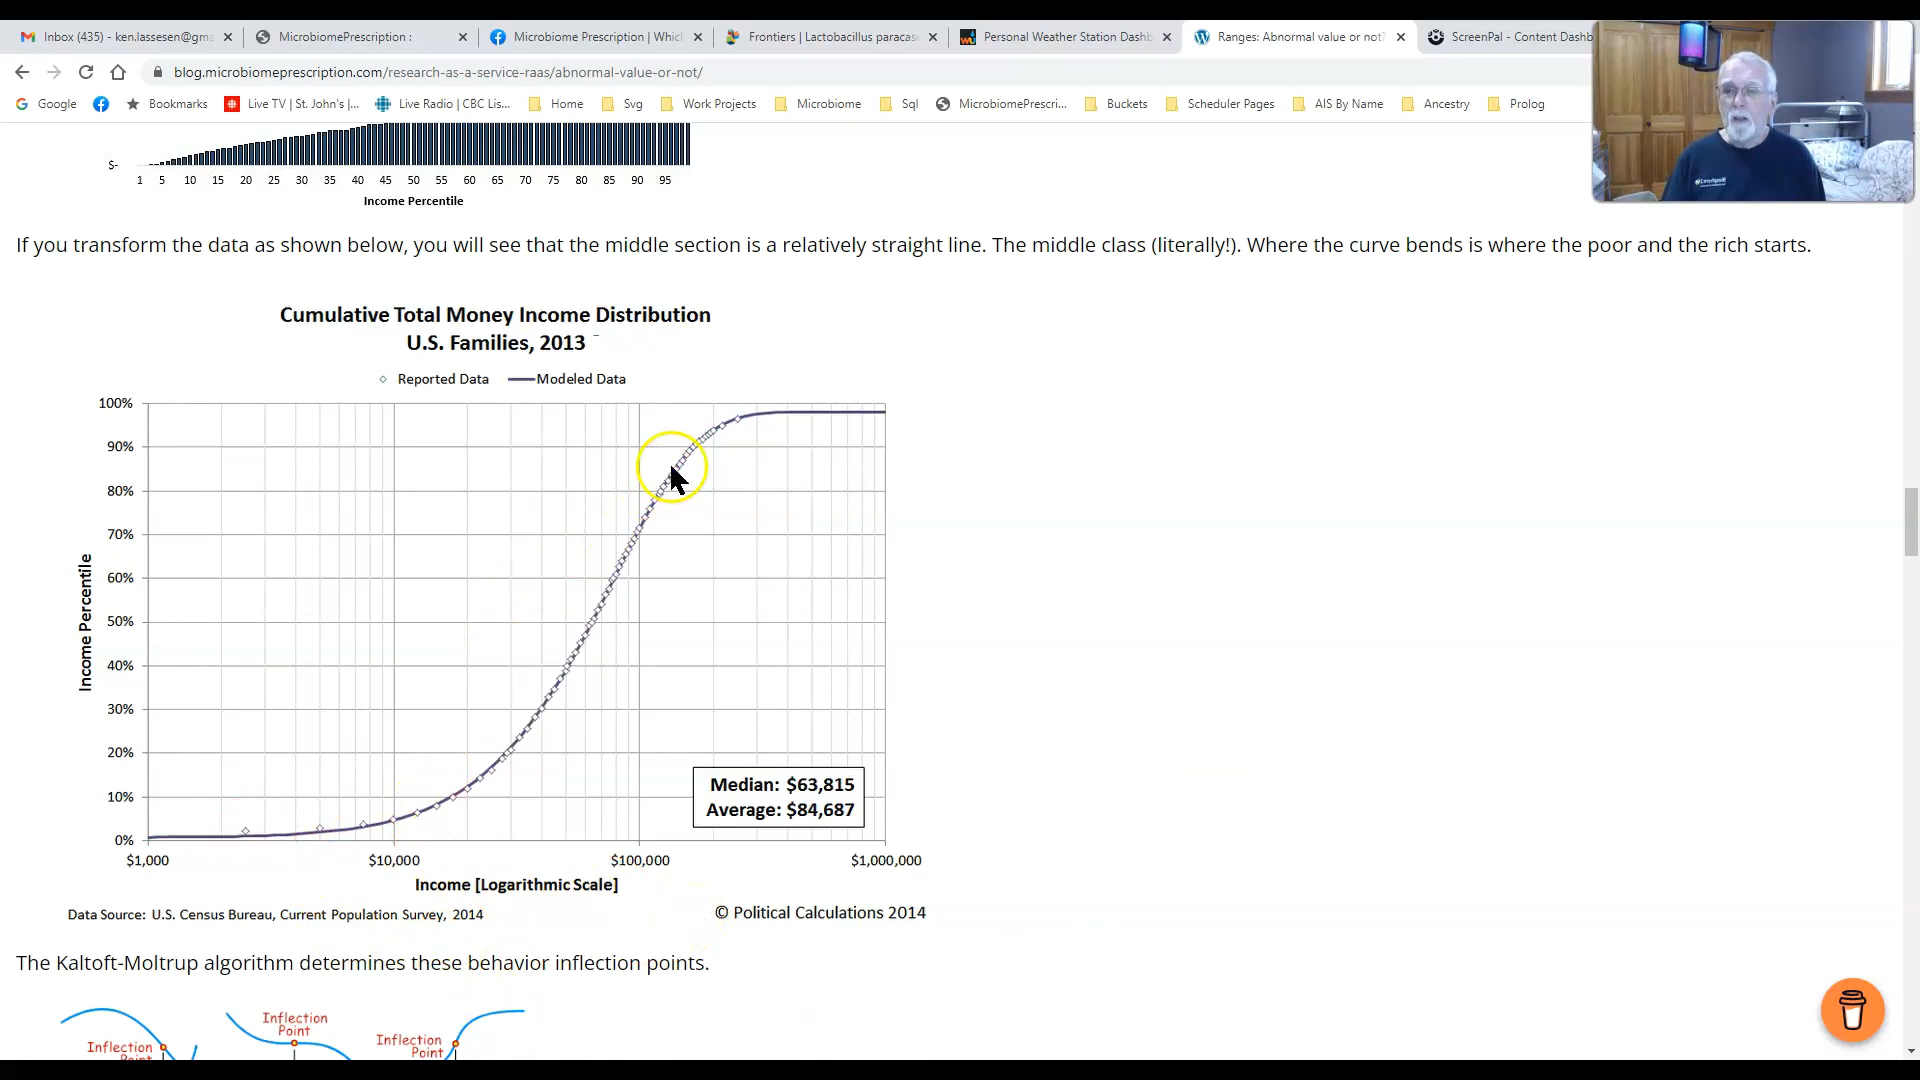 Inbox (435) - ken.lassesen@gma
MicrobiomePrescription :
Microbiome Prescription | Which
Frontiers | Lactobacillus paracase
Personal Weather Station Dashb
Ranges: Abnormal value or not?
ScreenPal - Content Dashb
blog.microbiomeprescription.com/research-as-a-service-raas/abnormal-value-or-not/
Google
Bookmarks
Live TV | St. John's |-...
Live Radio | CBC Lis...
Home
Svg
Work Projects
Microbiome
Sql
MicrobiomePrescri...
Buckets
Scheduler Pages
AIS By Name
Ancestry
Prolog
$-
1 5 10 15 20 25 30 35 40 45 50 55 60 65 70 75 80 85 90 95
Income Percentile
If you transform the data as shown below, you will see that the middle section is a relatively straight line. The middle class (literally!). Where the curve bends is where the poor and the rich starts.
Cumulative Total Money Income Distribution
U.S. Families, 2013
Reported Data
Modeled Data
100%
90%
80%
70%
60%
50%
40%
30%
20%
10%
0%
Income Percentile
Median: $63,815
Average: $84,687
$1,000 $10,000 $100,000 $1,000,000
Income [Logarithmic Scale]
Data Source: U.S. Census Bureau, Current Population Survey, 2014
© Political Calculations 2014
The Kaltoft-Moltrup algorithm determines these behavior inflection points.
Inflection
Point
Inflection
Point
Inflection
Point